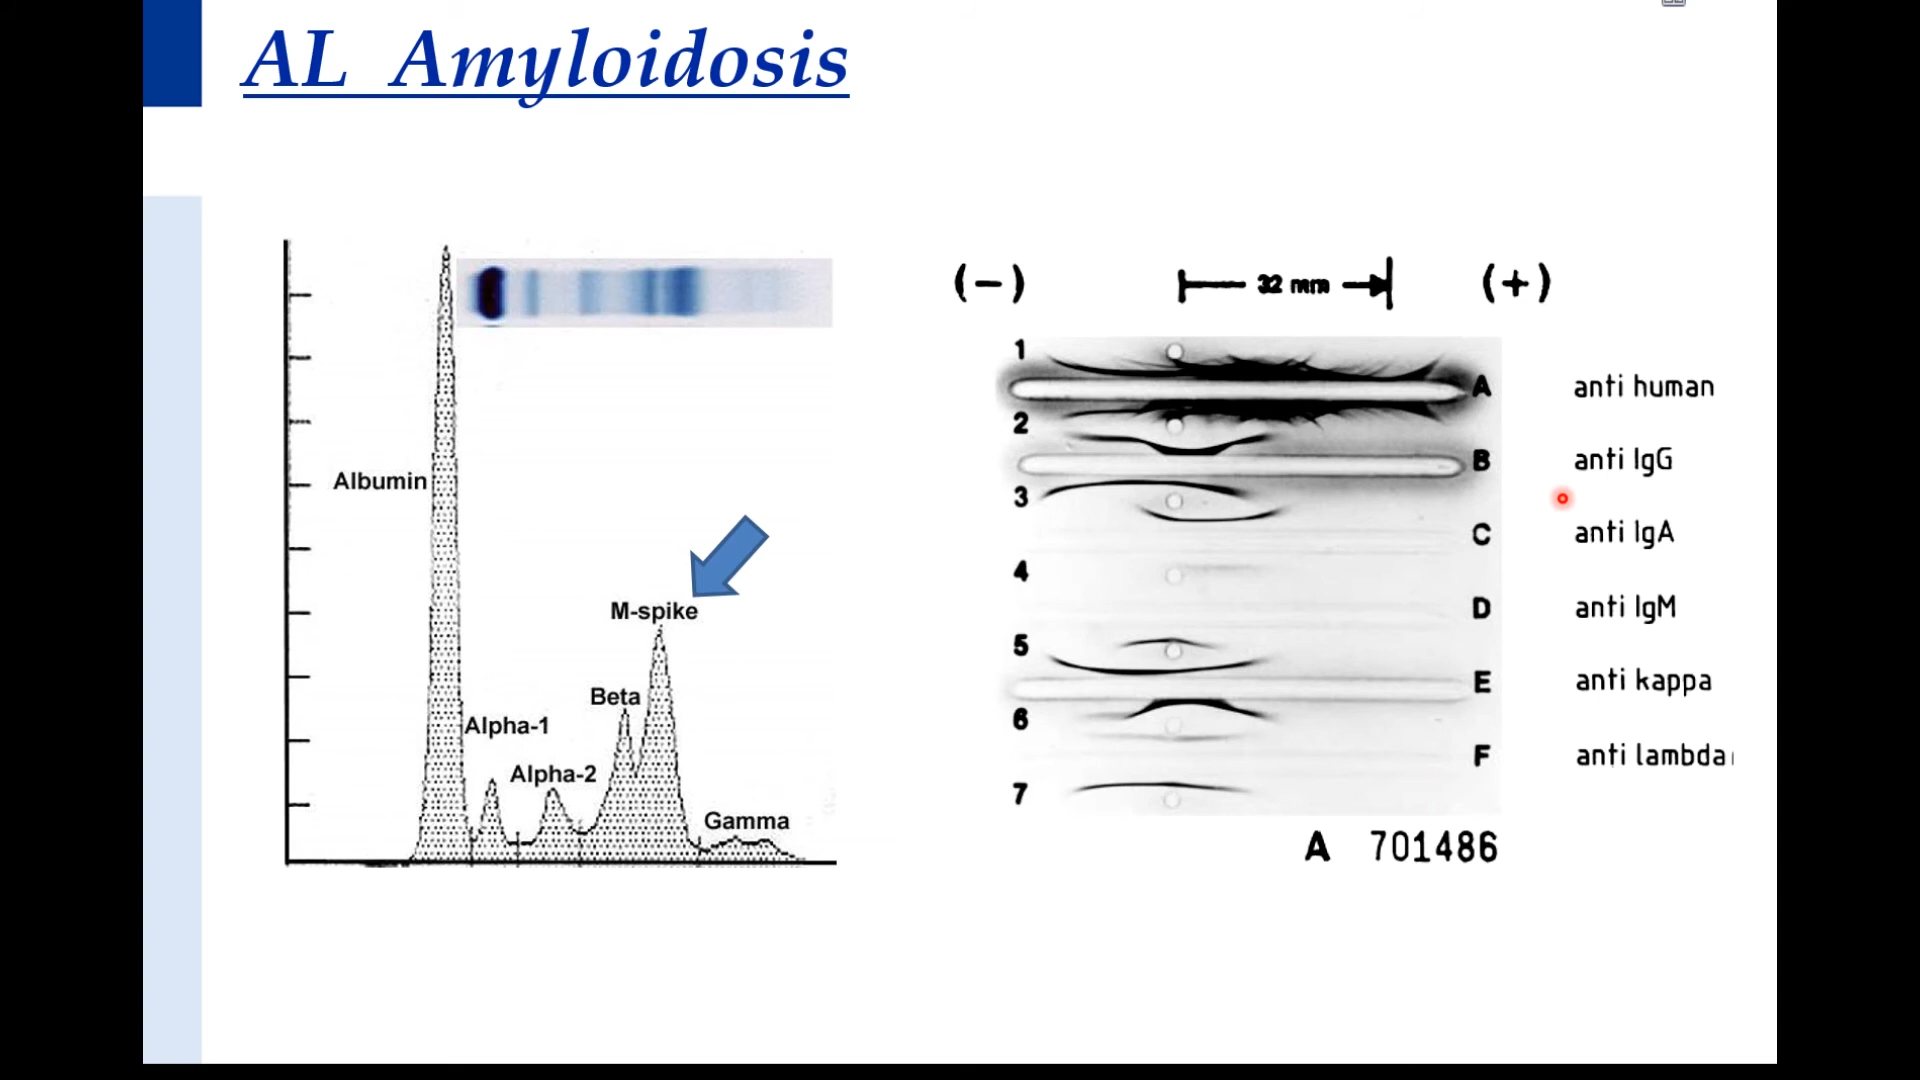 AL Amyloidosis
Albumin
Alpha-1
Alpha-2
Beta
M-spike
Gamma
(-) 32 mm (+)
1
A anti human
2
B anti IgG
3
C anti IgA
4
D anti IgM
5
E anti kappa
6
F anti lambda
7
A 701486